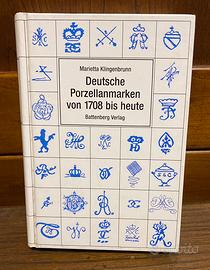 Marietta Klingenbrunn
Deutsche
Porzellanmarken
von 1708 bis heute
Battenberg Verlag